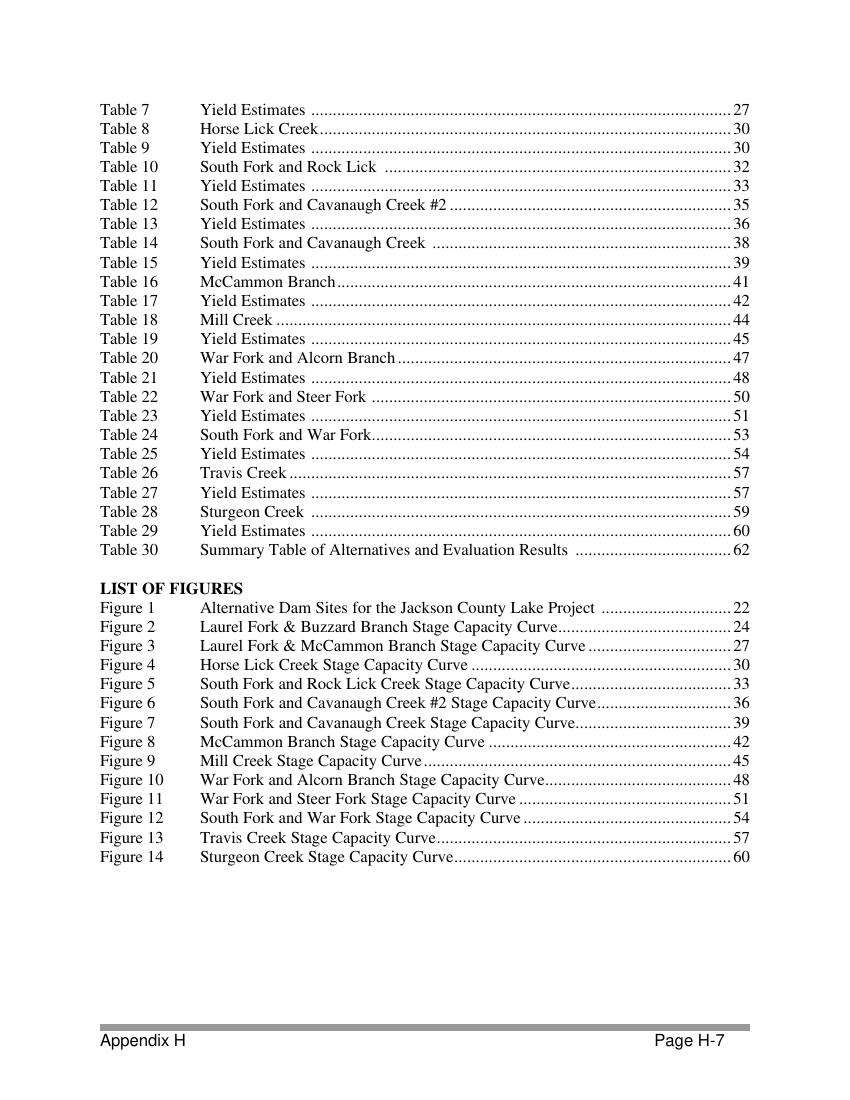 Table 7 Yield Estimates ........................................ 27
Table 8 Horse Lick Creek........................................ 30
Table 9 Yield Estimates ........................................ 30
Table 10 South Fork and Rock Lick ........................................ 32
Table 11 Yield Estimates ........................................ 33
Table 12 South Fork and Cavanaugh Creek #2 ........................................ 35
Table 13 Yield Estimates ........................................ 36
Table 14 South Fork and Cavanaugh Creek ........................................ 38
Table 15 Yield Estimates ........................................ 39
Table 16 McCammon Branch........................................ 41
Table 17 Yield Estimates ........................................ 42
Table 18 Mill Creek ........................................ 44
Table 19 Yield Estimates ........................................ 45
Table 20 War Fork and Alcorn Branch ........................................ 47
Table 21 Yield Estimates ........................................ 48
Table 22 War Fork and Steer Fork ........................................ 50
Table 23 Yield Estimates ........................................ 51
Table 24 South Fork and War Fork........................................ 53
Table 25 Yield Estimates ........................................ 54
Table 26 Travis Creek ........................................ 57
Table 27 Yield Estimates ........................................ 57
Table 28 Sturgeon Creek ........................................ 59
Table 29 Yield Estimates ........................................ 60
Table 30 Summary Table of Alternatives and Evaluation Results ........................................ 62
LIST OF FIGURES
Figure 1 Alternative Dam Sites for the Jackson County Lake Project ........................................ 22
Figure 2 Laurel Fork & Buzzard Branch Stage Capacity Curve........................................ 24
Figure 3 Laurel Fork & McCammon Branch Stage Capacity Curve ........................................ 27
Figure 4 Horse Lick Creek Stage Capacity Curve ........................................ 30
Figure 5 South Fork and Rock Lick Creek Stage Capacity Curve........................................ 33
Figure 6 South Fork and Cavanaugh Creek #2 Stage Capacity Curve........................................ 36
Figure 7 South Fork and Cavanaugh Creek Stage Capacity Curve........................................ 39
Figure 8 McCammon Branch Stage Capacity Curve ........................................ 42
Figure 9 Mill Creek Stage Capacity Curve ........................................ 45
Figure 10 War Fork and Alcorn Branch Stage Capacity Curve........................................ 48
Figure 11 War Fork and Steer Fork Stage Capacity Curve ........................................ 51
Figure 12 South Fork and War Fork Stage Capacity Curve ........................................ 54
Figure 13 Travis Creek Stage Capacity Curve........................................ 57
Figure 14 Sturgeon Creek Stage Capacity Curve........................................ 60
Appendix H Page H-7